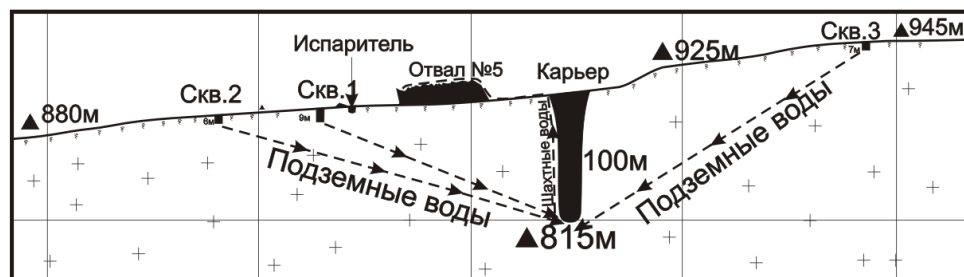 Скв.3
945м
7м
925м
Испаритель
Отвал №5
Карьер
Скв.1
9м
Скв.2
6м
880м
Шахтные воды
100м
Подземные воды
Подземные воды
815м